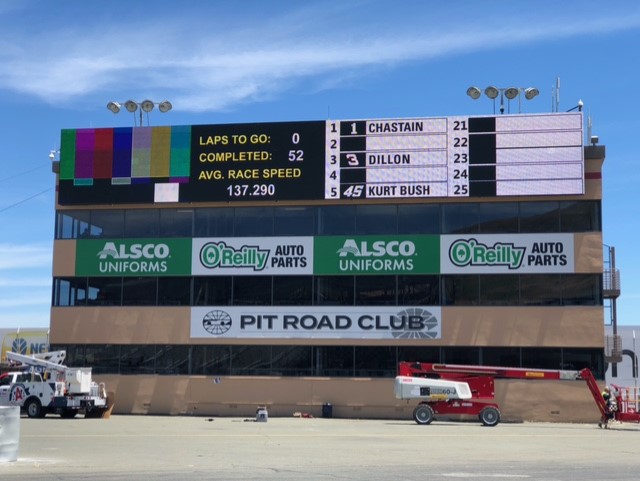 LAPS TO GO: 0
COMPLETED: 52
AVG. RACE SPEED
137.290
1 1 CHASTAIN
2
3 3 DILLON
4
5 45 KURT BUSH
21
22
23
24
25
ALSCO
UNIFORMS
O'Reilly AUTO PARTS
ALSCO
UNIFORMS
O'Reilly AUTO PARTS
PIT ROAD CLUB